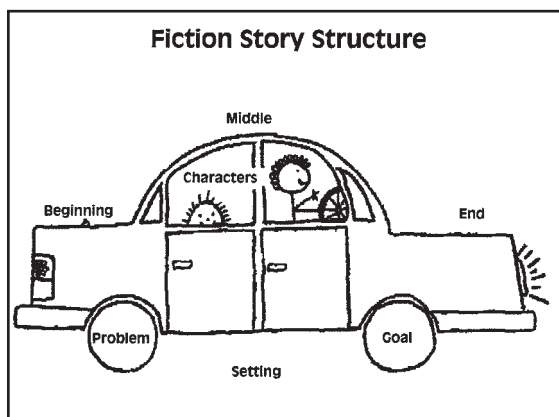 Fiction Story Structure
Middle
Characters
Beginning
End
Problem
Goal
Setting